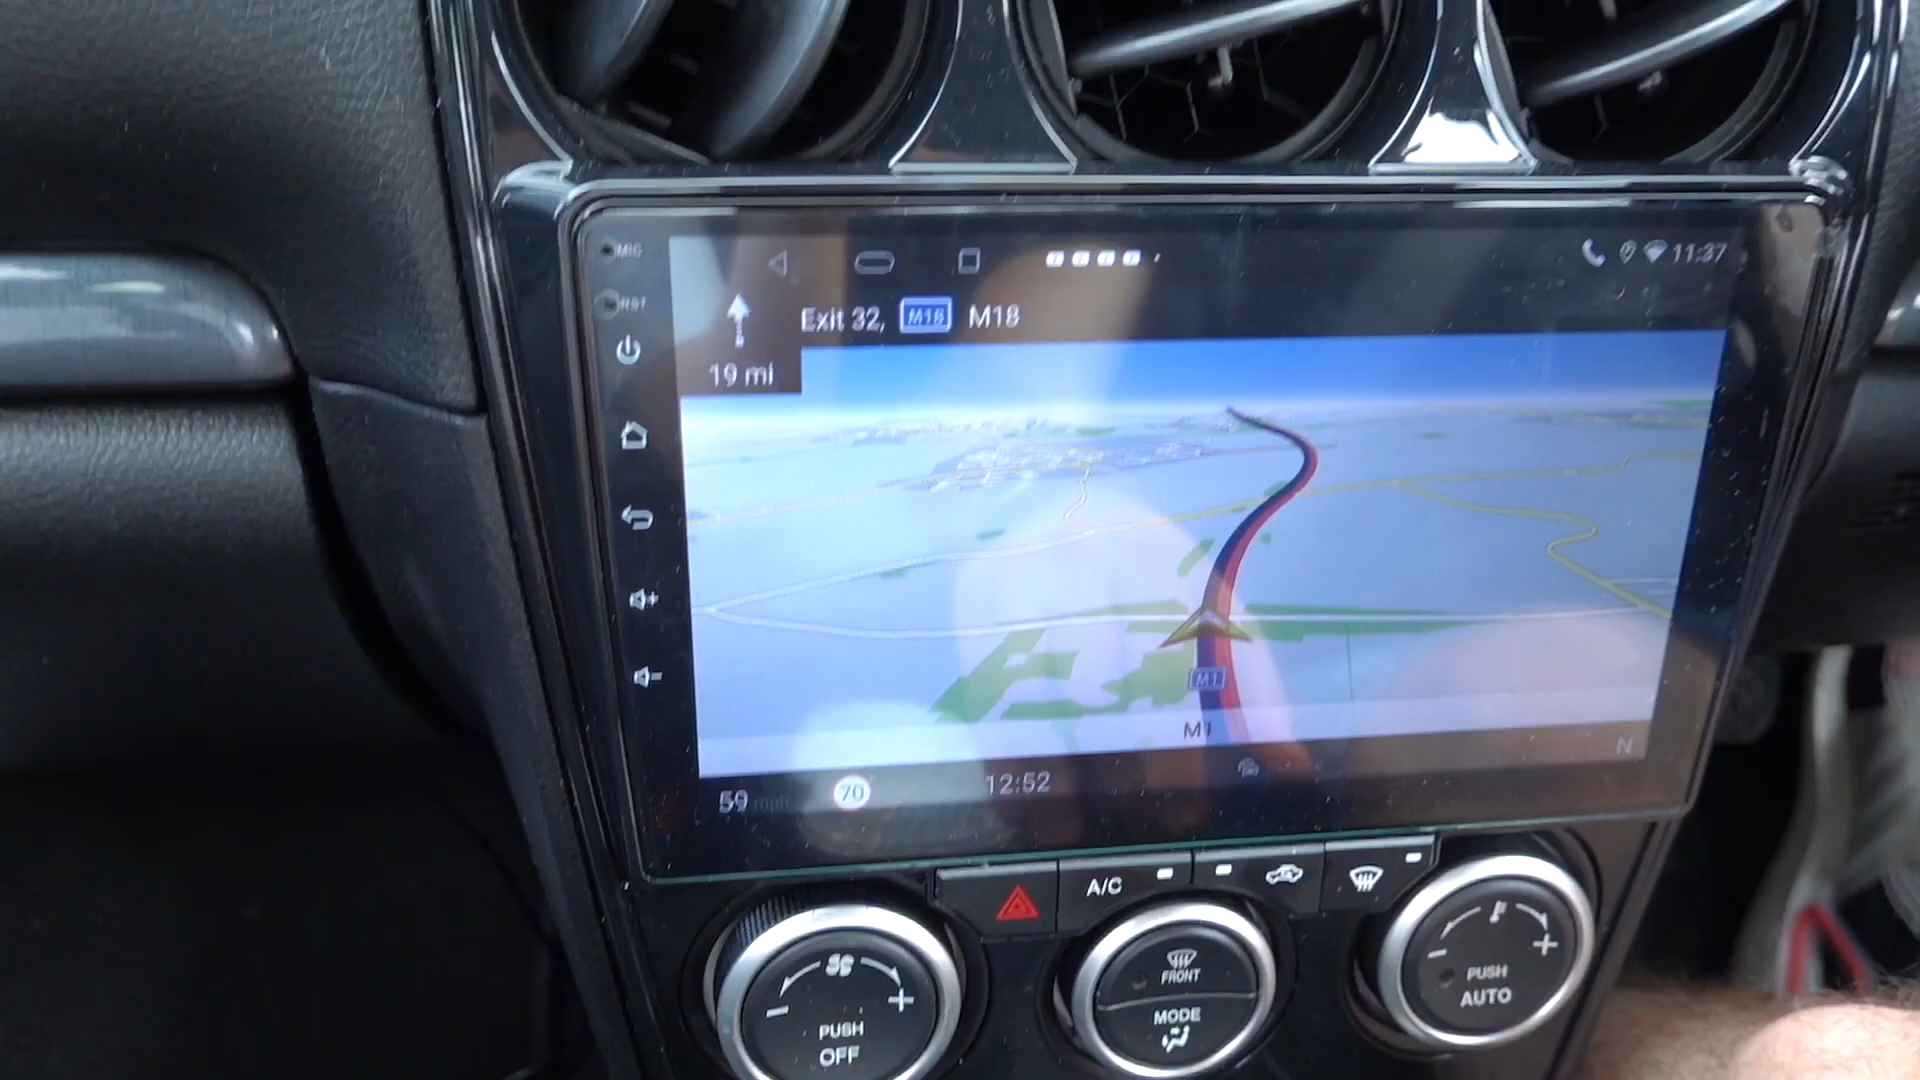 MIC
11:37
RST
Exit 32, M18 M18
19 mi
M1
M1
N
59 mph 70 12:52
A/C
FRONT
MODE
PUSH
OFF
PUSH
AUTO